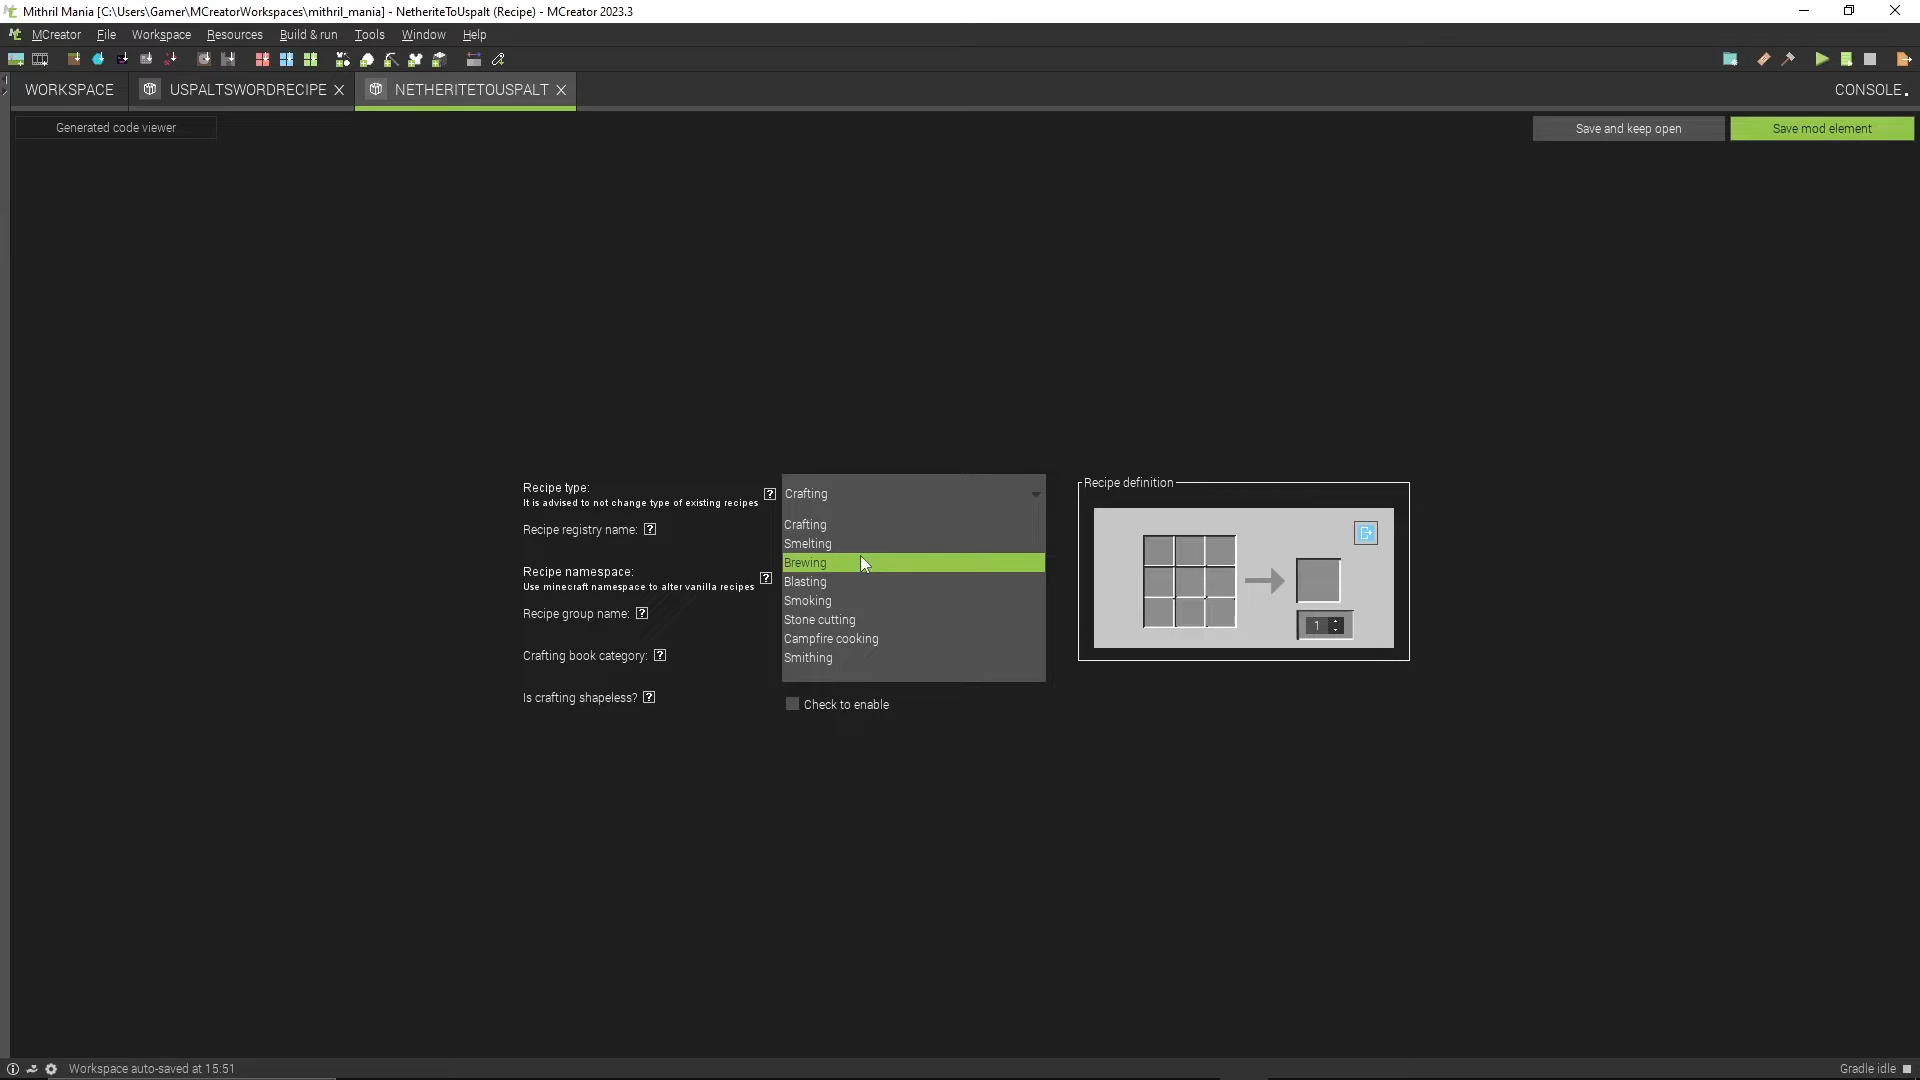 Mithril Mania [C:\Users\Gamer\MCreatorWorkspaces\mithril_mania] - NetheriteToUspalt (Recipe) - MCreator 2023.3
MCreator File Workspace Resources Build & run Tools Window Help
WORKSPACE USPALTSWORDRECIPE NETHERITETOUSPALT CONSOLE
Generated code viewer Save and keep open Save mod element
Recipe type:
It is advised to not change type of existing recipes
?
Crafting
Recipe definition
Recipe registry name: ?
Recipe namespace:
Use minecraft namespace to alter vanilla recipes
?
Recipe group name: ?
Crafting book category: ?
Is crafting shapeless? ?
Crafting
Smelting
Brewing
Blasting
Smoking
Stone cutting
Campfire cooking
Smithing
Check to enable
1
Workspace auto-saved at 15:51 Gradle idle